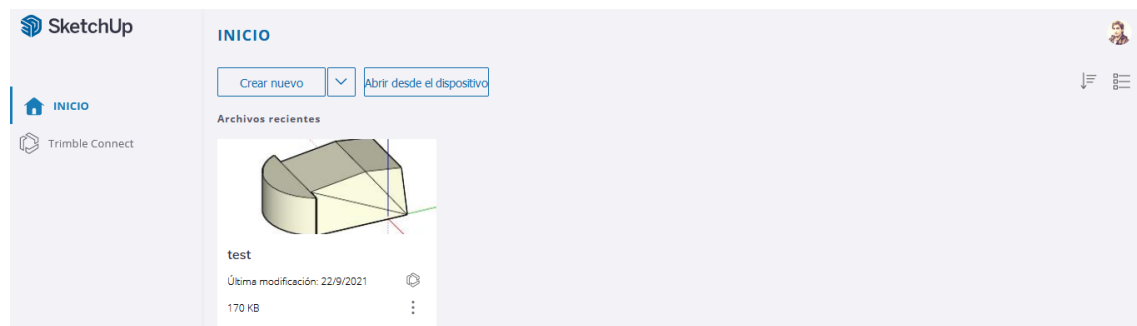 SketchUp
INICIO
Crear nuevo
Abrir desde el dispositivo
INICIO
Archivos recientes
Trimble Connect
test
Última modificación: 22/9/2021
170 KB